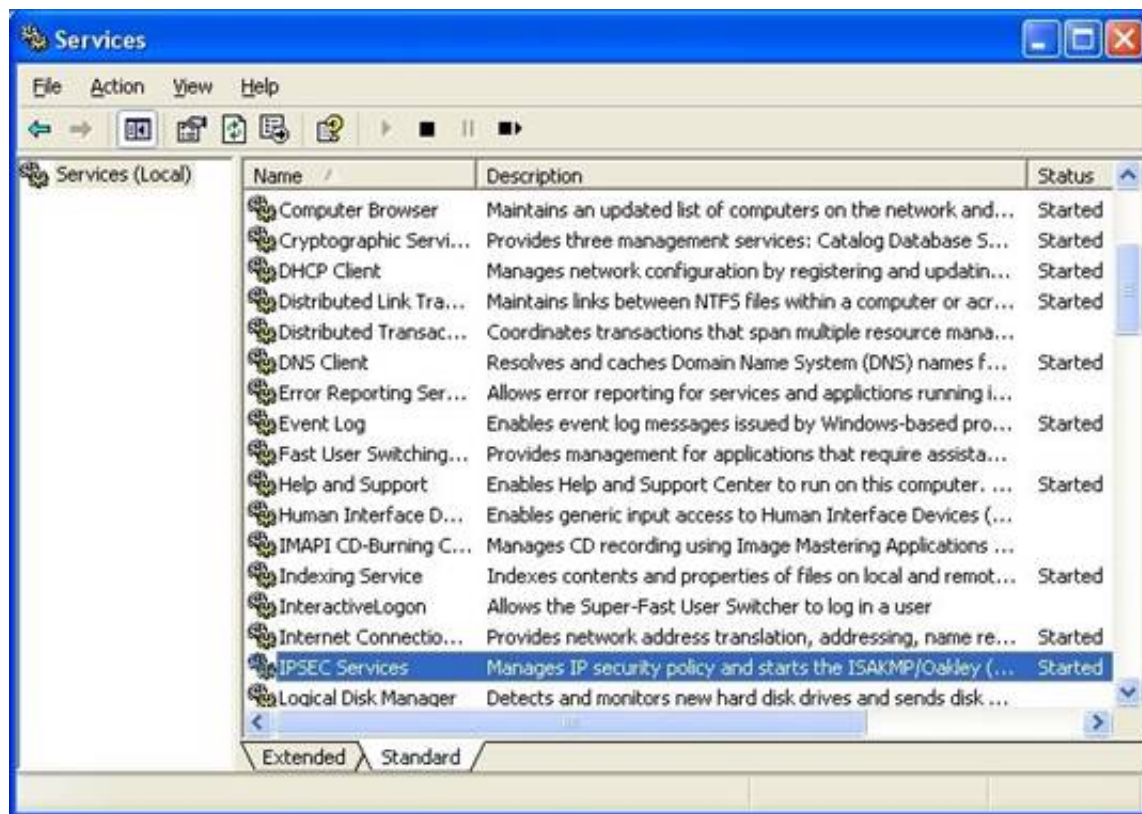 Services
File Action View Help
Services (Local)
Name Description Status
Computer Browser Maintains an updated list of computers on the network and... Started
Cryptographic Servi... Provides three management services: Catalog Database S... Started
DHCP Client Manages network configuration by registering and updatin... Started
Distributed Link Tra... Maintains links between NTFS files within a computer or acr... Started
Distributed Transac... Coordinates transactions that span multiple resource mana...
DNS Client Resolves and caches Domain Name System (DNS) names f... Started
Error Reporting Ser... Allows error reporting for services and applictions running i...
Event Log Enables event log messages issued by Windows-based pro... Started
Fast User Switching... Provides management for applications that require assista...
Help and Support Enables Help and Support Center to run on this computer. ... Started
Human Interface D... Enables generic input access to Human Interface Devices (...
IMAPI CD-Burning C... Manages CD recording using Image Mastering Applications ...
Indexing Service Indexes contents and properties of files on local and remot... Started
InteractiveLogon Allows the Super-Fast User Switcher to log in a user
Internet Connectio... Provides network address translation, addressing, name re... Started
IPSEC Services Manages IP security policy and starts the ISAKMP/Oakley (... Started
Logical Disk Manager Detects and monitors new hard disk drives and sends disk ...
Extended Standard